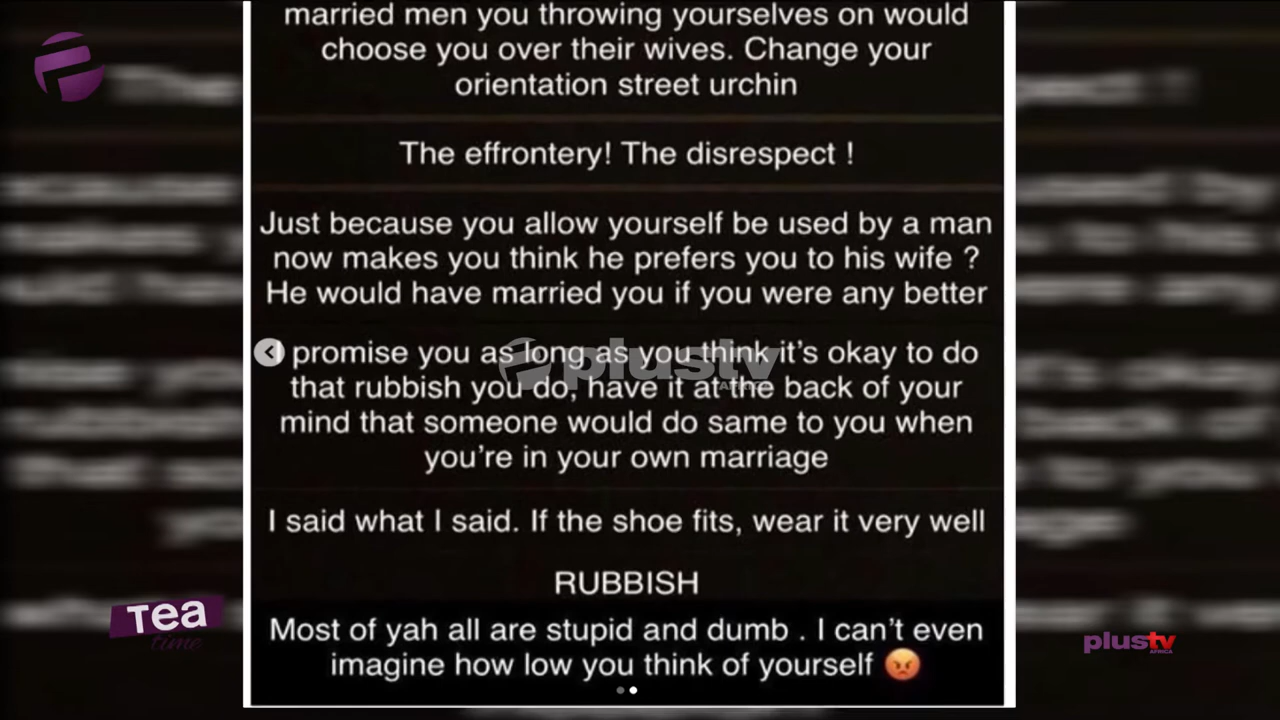 married men you throwing yourselves on would
choose you over their wives. Change your
orientation street urchin
The effrontery! The disrespect !
Just because you allow yourself be used by a man
now makes you think he prefers you to his wife ?
He would have married you if you were any better
I promise you as long as you think it's okay to do
that rubbish you do, have it at the back of your
mind that someone would do same to you when
you're in your own marriage
I said what I said. If the shoe fits, wear it very well
RUBBISH
Most of yah all are stupid and dumb . I can't even
imagine how low you think of yourself 😡
plustv
AFRICA
Tea
time
plustv
AFRICA